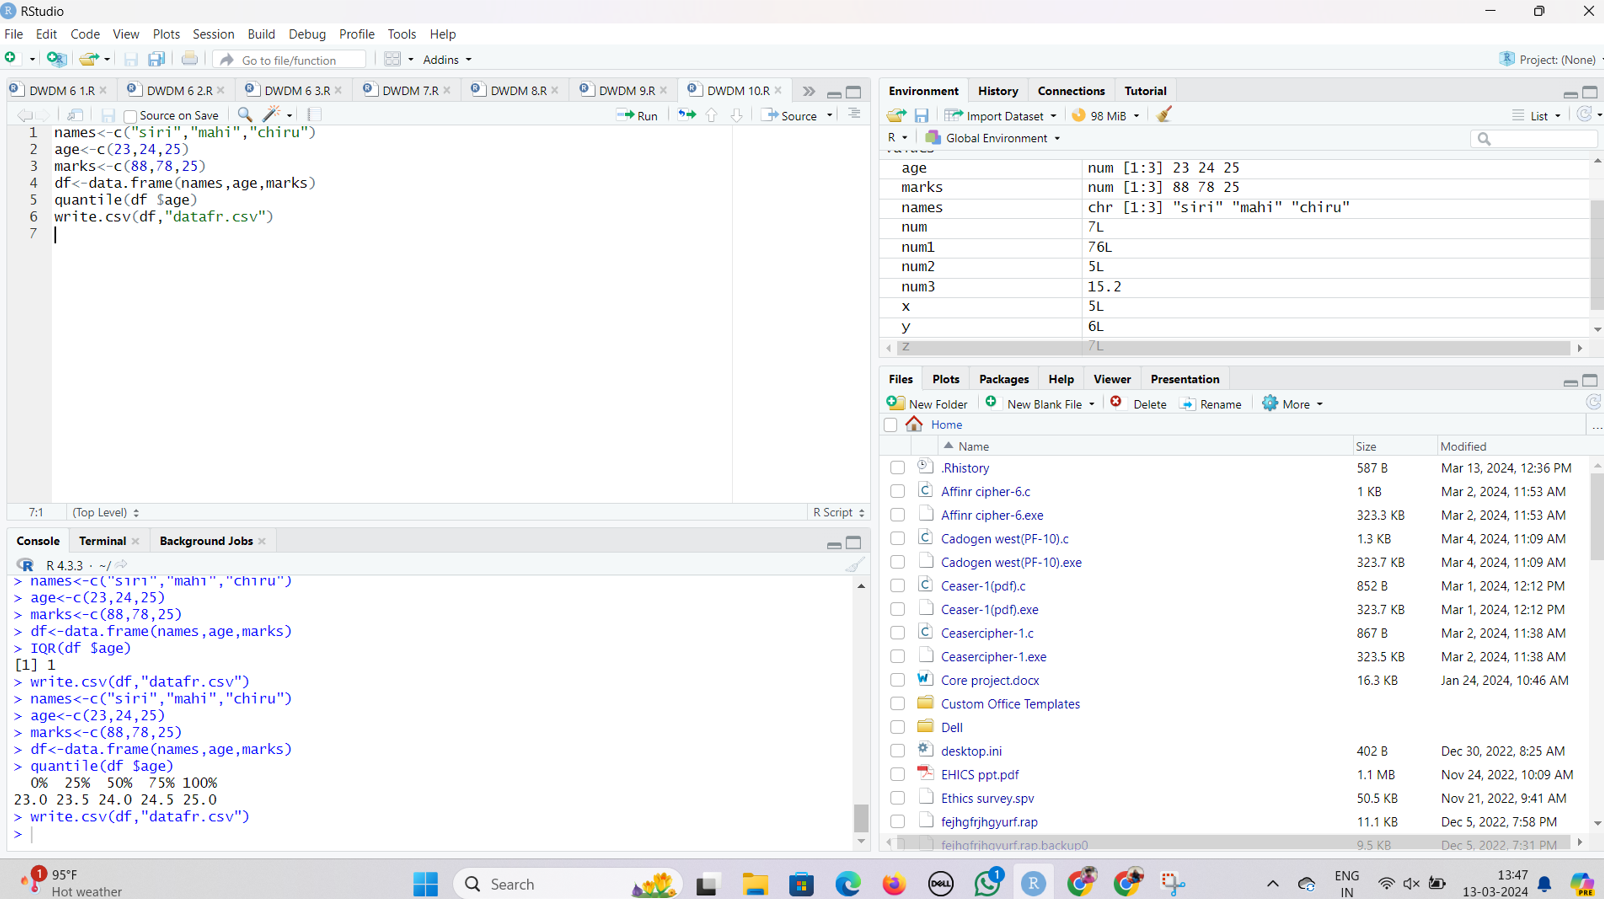 RStudio
File Edit Code View Plots Session Build Debug Profile Tools Help
Go to file/function Addins Project: (None)
DWDM 6 1.R DWDM 6 2.R DWDM 6 3.R DWDM 7.R DWDM 8.R DWDM 9.R DWDM 10.R
Source on Save Run Source
1 names<-c("siri","mahi","chiru")
2 age<-c(23,24,25)
3 marks<-c(88,78,25)
4 df<-data.frame(names,age,marks)
5 quantile(df $age)
6 write.csv(df,"datafr.csv")
7
7:1 (Top Level) R Script
Console Terminal Background Jobs
R 4.3.3 · ~/
> names<-c("siri","mahi","chiru")
> age<-c(23,24,25)
> marks<-c(88,78,25)
> df<-data.frame(names,age,marks)
> IQR(df $age)
[1] 1
> write.csv(df,"datafr.csv")
> names<-c("siri","mahi","chiru")
> age<-c(23,24,25)
> marks<-c(88,78,25)
> df<-data.frame(names,age,marks)
> quantile(df $age)
0% 25% 50% 75% 100%
23.0 23.5 24.0 24.5 25.0
> write.csv(df,"datafr.csv")
>
Environment History Connections Tutorial
Import Dataset 98 MiB List
R Global Environment
values
age num [1:3] 23 24 25
marks num [1:3] 88 78 25
names chr [1:3] "siri" "mahi" "chiru"
num 7L
num1 76L
num2 5L
num3 15.2
x 5L
y 6L
z 7L
Files Plots Packages Help Viewer Presentation
New Folder New Blank File Delete Rename More
Home ...
Name Size Modified
.Rhistory 587 B Mar 13, 2024, 12:36 PM
Affinr cipher-6.c 1 KB Mar 2, 2024, 11:53 AM
Affinr cipher-6.exe 323.3 KB Mar 2, 2024, 11:53 AM
Cadogen west(PF-10).c 1.3 KB Mar 4, 2024, 11:09 AM
Cadogen west(PF-10).exe 323.7 KB Mar 4, 2024, 11:09 AM
Ceaser-1(pdf).c 852 B Mar 1, 2024, 12:12 PM
Ceaser-1(pdf).exe 323.7 KB Mar 1, 2024, 12:12 PM
Ceasercipher-1.c 867 B Mar 2, 2024, 11:38 AM
Ceasercipher-1.exe 323.5 KB Mar 2, 2024, 11:38 AM
Core project.docx 16.3 KB Jan 24, 2024, 10:46 AM
Custom Office Templates
Dell
desktop.ini 402 B Dec 30, 2022, 8:25 AM
EHICS ppt.pdf 1.1 MB Nov 24, 2022, 10:09 AM
Ethics survey.spv 50.5 KB Nov 21, 2022, 9:41 AM
fejhgfrjhgyurf.rap 11.1 KB Dec 5, 2022, 7:58 PM
fejhgfrjhgyurf.rap.backup0 9.5 KB Dec 5, 2022, 7:31 PM
1 95°F
Hot weather
Search
DELL
1
ENG
IN
13:47
13-03-2024
PRE